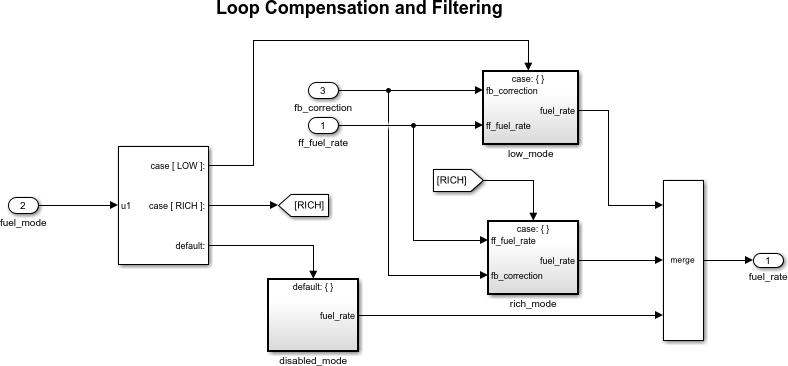 Loop Compensation and Filtering
case: { }
3
fb_correction
fuel_rate
fb_correction
1
ff_fuel_rate
ff_fuel_rate
low_mode
case [ LOW ]:
[RICH]
2
u1
case [ RICH ]:
[RICH]
fuel_mode
case: { }
ff_fuel_rate
default:
fuel_rate
merge
1
fb_correction
fuel_rate
default: { }
rich_mode
fuel_rate
disabled_mode